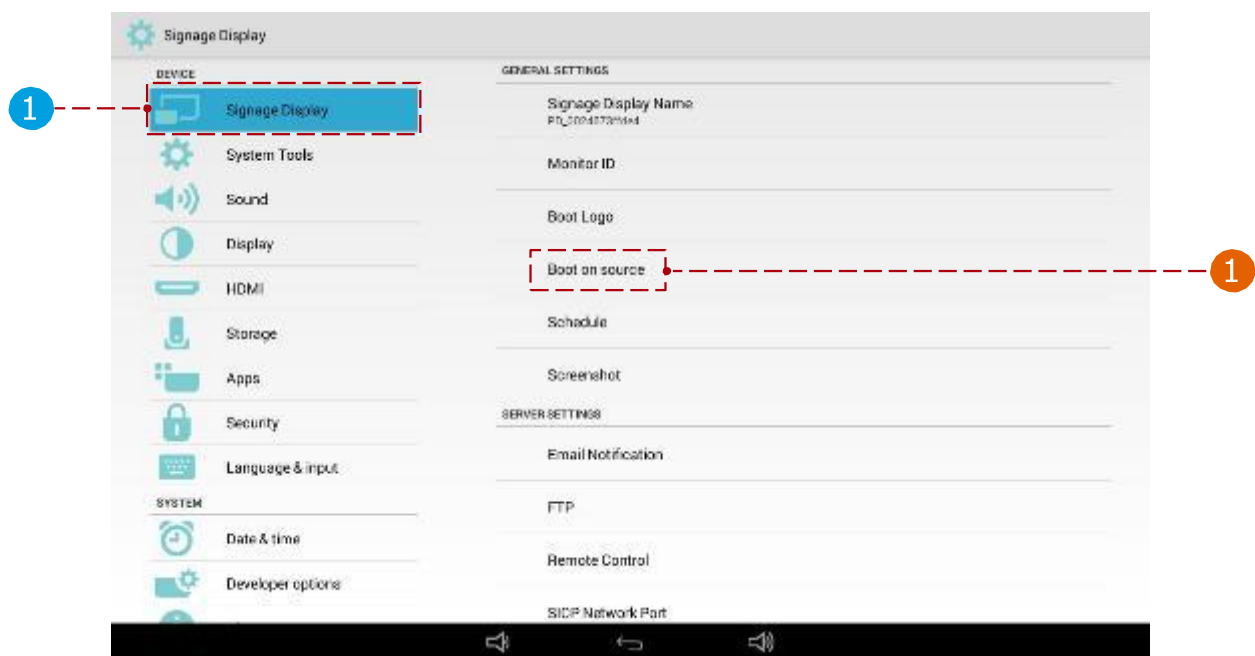 Signage Display
DEVICE
1
Signage Display
System Tools
Sound
Display
HDMI
Storage
Apps
Security
Language & input
SYSTEM
Date & time
Developer options
GENERAL SETTINGS
Signage Display Name
Monitor ID
Boot Logo
Boot on source
1
Schedule
Screenshot
SERVER SETTINGS
Email Notification
FTP
Remote Control
SICP Network Port